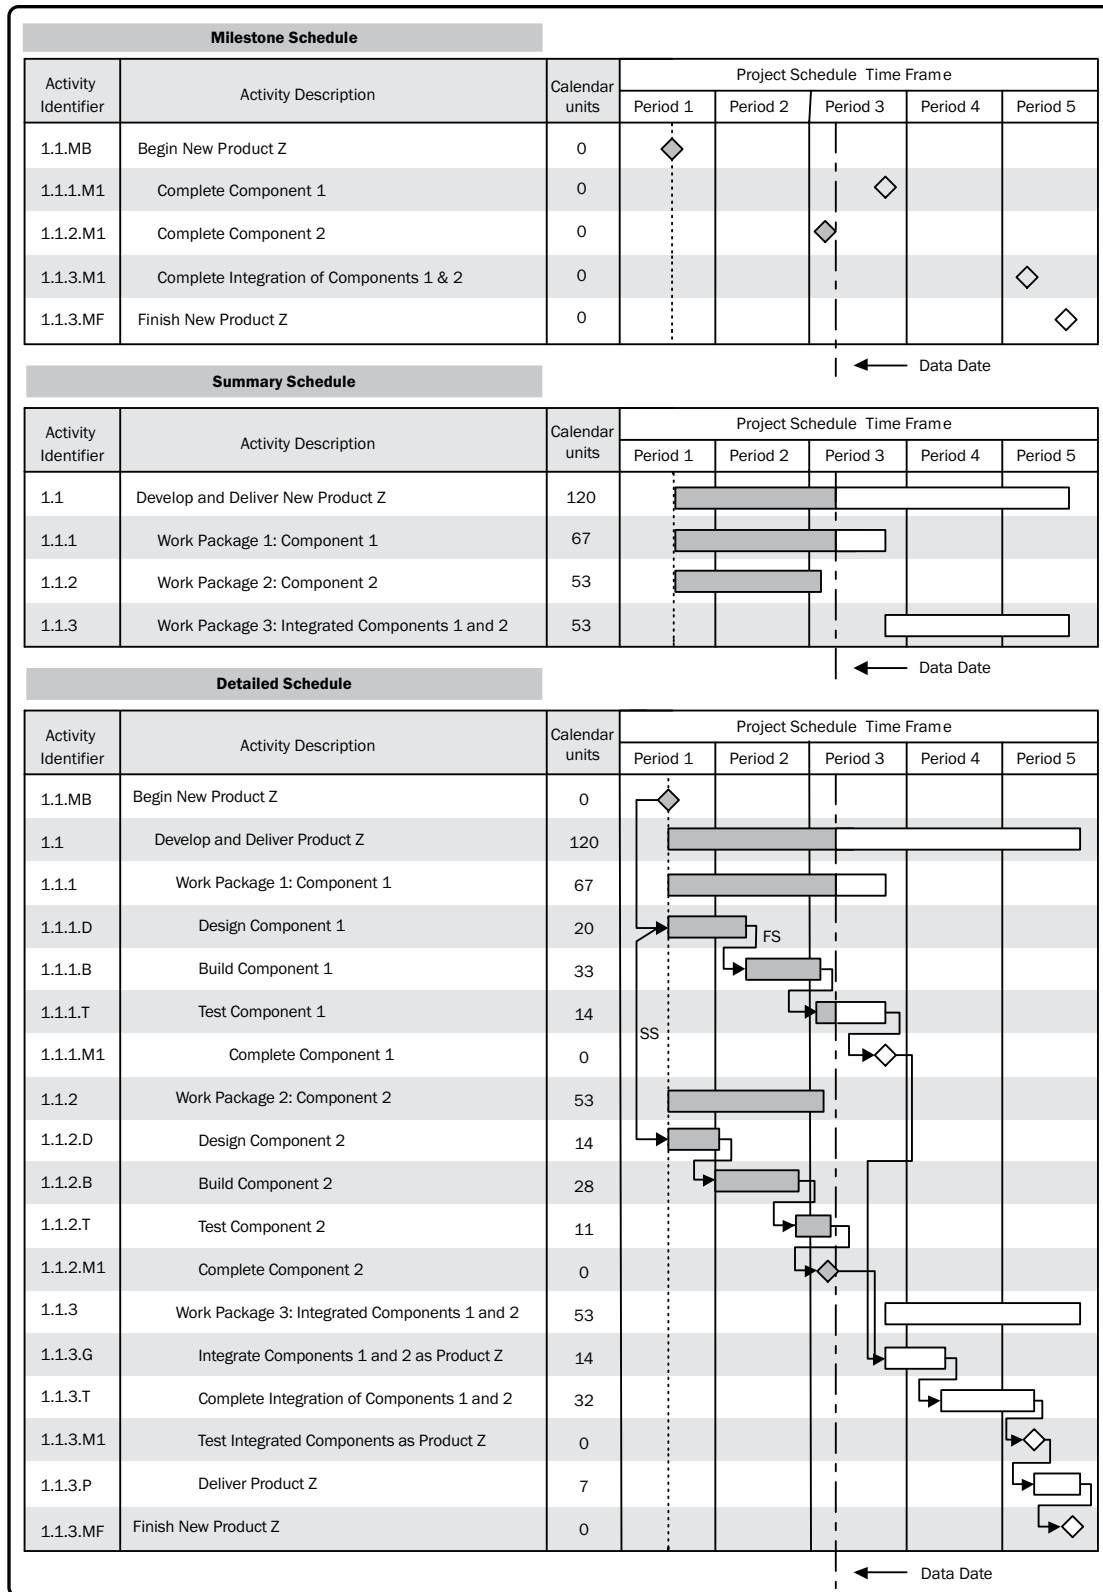 Milestone Schedule
Activity Identifier Activity Description Calendar units Project Schedule Time Frame
Period 1 Period 2 Period 3 Period 4 Period 5
1.1.MB Begin New Product Z 0
1.1.1.M1 Complete Component 1 0
1.1.2.M1 Complete Component 2 0
1.1.3.M1 Complete Integration of Components 1 & 2 0
1.1.3.MF Finish New Product Z 0
Data Date
Summary Schedule
Activity Identifier Activity Description Calendar units Project Schedule Time Frame
Period 1 Period 2 Period 3 Period 4 Period 5
1.1 Develop and Deliver New Product Z 120
1.1.1 Work Package 1: Component 1 67
1.1.2 Work Package 2: Component 2 53
1.1.3 Work Package 3: Integrated Components 1 and 2 53
Data Date
Detailed Schedule
Activity Identifier Activity Description Calendar units Project Schedule Time Frame
Period 1 Period 2 Period 3 Period 4 Period 5
1.1.MB Begin New Product Z 0
1.1 Develop and Deliver Product Z 120
1.1.1 Work Package 1: Component 1 67
1.1.1.D Design Component 1 20
FS
1.1.1.B Build Component 1 33
1.1.1.T Test Component 1 14
SS
1.1.1.M1 Complete Component 1 0
1.1.2 Work Package 2: Component 2 53
1.1.2.D Design Component 2 14
1.1.2.B Build Component 2 28
1.1.2.T Test Component 2 11
1.1.2.M1 Complete Component 2 0
1.1.3 Work Package 3: Integrated Components 1 and 2 53
1.1.3.G Integrate Components 1 and 2 as Product Z 14
1.1.3.T Complete Integration of Components 1 and 2 32
1.1.3.M1 Test Integrated Components as Product Z 0
1.1.3.P Deliver Product Z 7
1.1.3.MF Finish New Product Z 0
Data Date